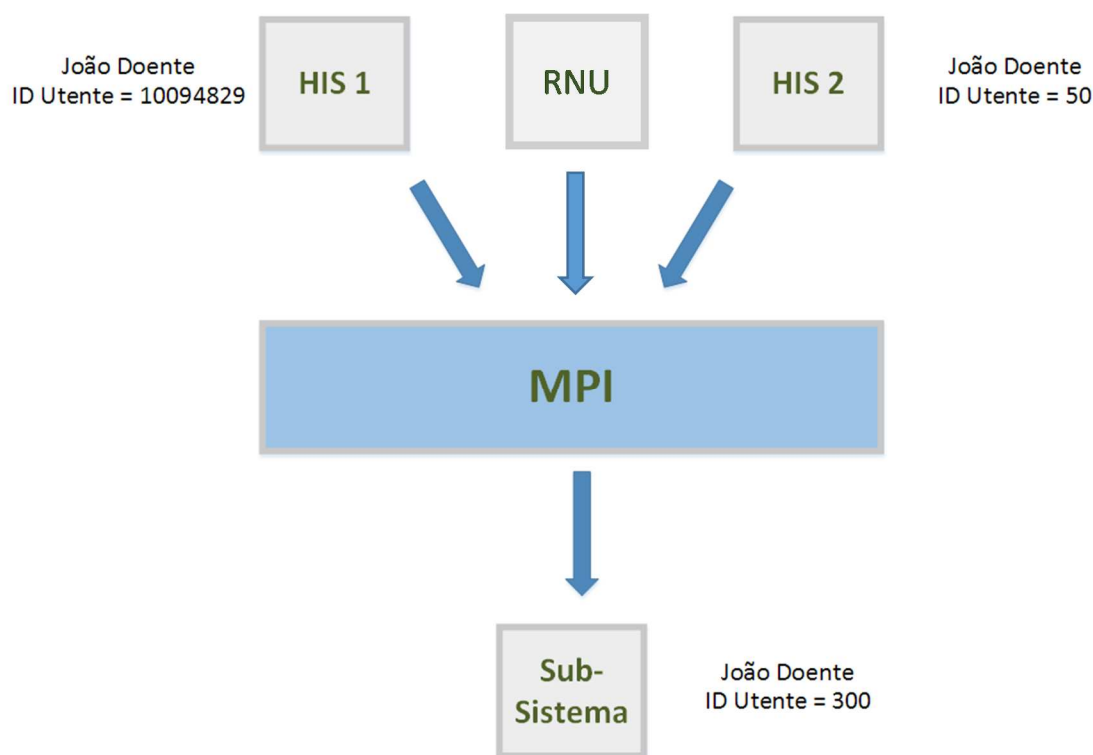 João Doente
ID Utente = 10094829
HIS 1
RNU
HIS 2
João Doente
ID Utente = 50
MPI
Sub-
Sistema
João Doente
ID Utente = 300